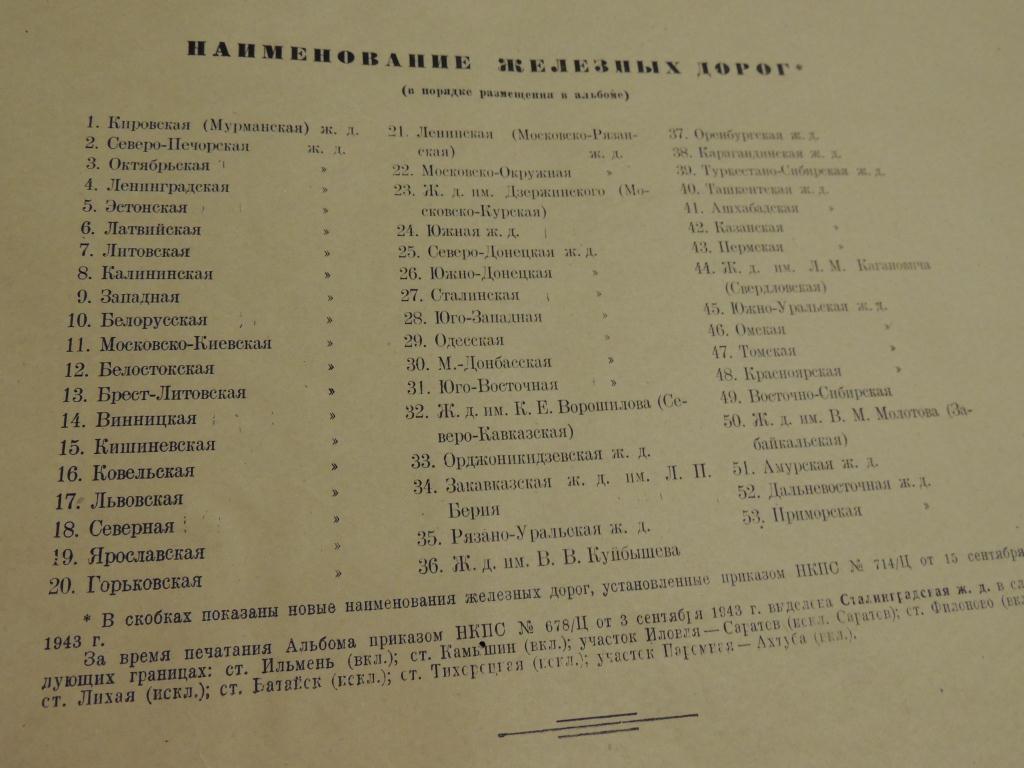 НАИМЕНОВАНИЕ ЖЕЛЕЗНЫХ ДОРОГ*
(в порядке размещения в альбоме)
1. Кировская (Мурманская) ж. д.
2. Северо-Печорская ж. д.
3. Октябрьская »
4. Ленинградская »
5. Эстонская »
6. Латвийская »
7. Литовская »
8. Калининская »
9. Западная »
10. Белорусская »
11. Московско-Киевская »
12. Белостокская »
13. Брест-Литовская »
14. Винницкая »
15. Кишиневская »
16. Ковельская »
17. Львовская »
18. Северная »
19. Ярославская »
20. Горьковская »
21. Ленинская (Московско-Рязан-
ская) ж. д.
22. Московско-Окружная »
23. Ж. д. им. Дзержинского (Мо-
сковско-Курская)
24. Южная ж. д.
25. Северо-Донецкая ж. д.
26. Южно-Донецкая »
27. Сталинская »
28. Юго-Западная »
29. Одесская »
30. М.-Донбасская »
31. Юго-Восточная »
32. Ж. д. им. К. Е. Ворошилова (Се-
веро-Кавказская)
33. Орджоникидзевская ж. д.
34. Закавказская ж. д. им. Л. П.
Берия
35. Рязано-Уральская ж. д.
36. Ж. д. им. В. В. Куйбышева
37. Оренбургская ж. д.
38. Карагандинская ж. д.
39. Туркестано-Сибирская ж. д.
40. Ташкентская ж. д.
41. Ашхабадская »
42. Казанская »
43. Пермская »
44. Ж. д. им. Л. М. Кагановича
(Свердловская)
45. Южно-Уральская ж. д.
46. Омская »
47. Томская »
48. Красноярская »
49. Восточно-Сибирская
50. Ж. д. им. В. М. Молотова (За-
байкальская)
51. Амурская ж. д.
52. Дальневосточная ж. д.
53. Приморская »
* В скобках показаны новые наименования железных дорог, установленные приказом НКПС № 714/Ц от 15 сентября
1943 г.
За время печатания Альбома приказом НКПС № 678/Ц от 3 сентября 1943 г. выделена Сталинградская ж. д. в сле
дующих границах: ст. Ильмень (вкл.); ст. Камышин (вкл.); участок Иловля—Саратов (искл. Саратов); ст. Филоново (вкл
ст. Лихая (искл.); ст. Батайск (искл.); ст. Тихорецкая (искл.); участок Паромная—Ахтуба (вкл.).